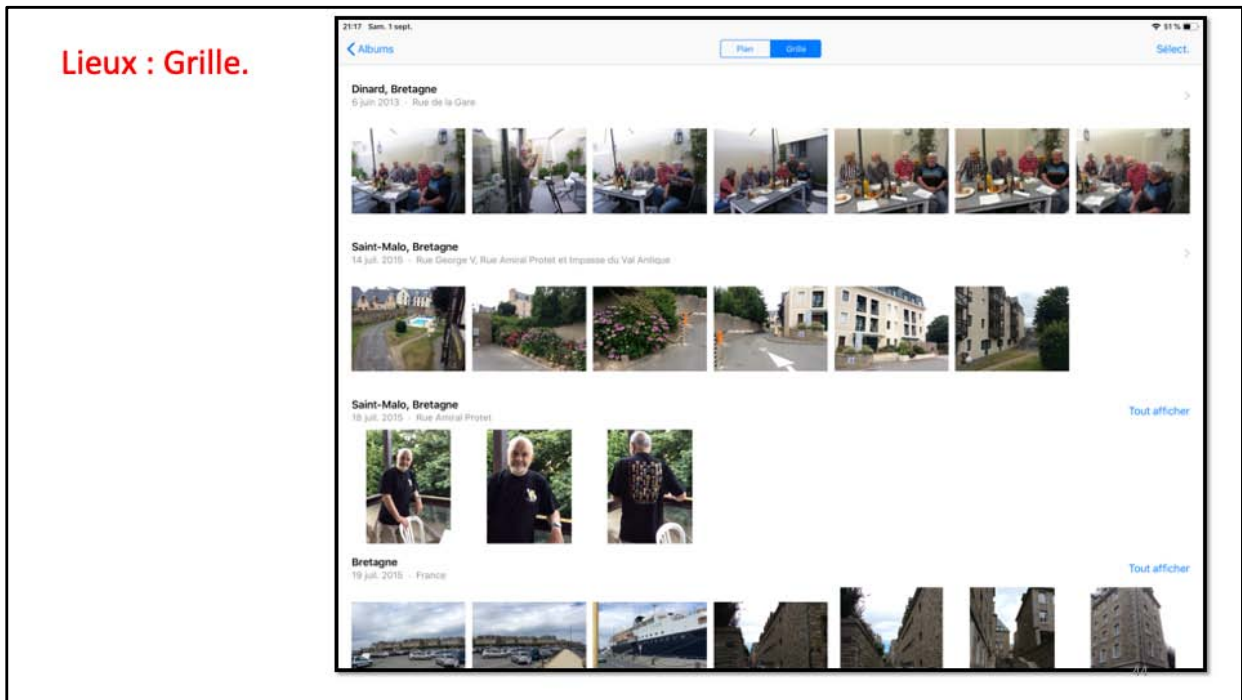 Lieux : Grille.
21:17 Sam. 1 sept.
51 %
Albums
Plan Grille
Sélect.
Dinard, Bretagne
6 juin 2013 · Rue de la Gare
Saint-Malo, Bretagne
14 juil. 2015 · Rue George V, Rue Amiral Protet et Impasse du Val Antique
Saint-Malo, Bretagne
18 juil. 2015 · Rue Amiral Protet
Tout afficher
Bretagne
19 juil. 2015 · France
Tout afficher
44